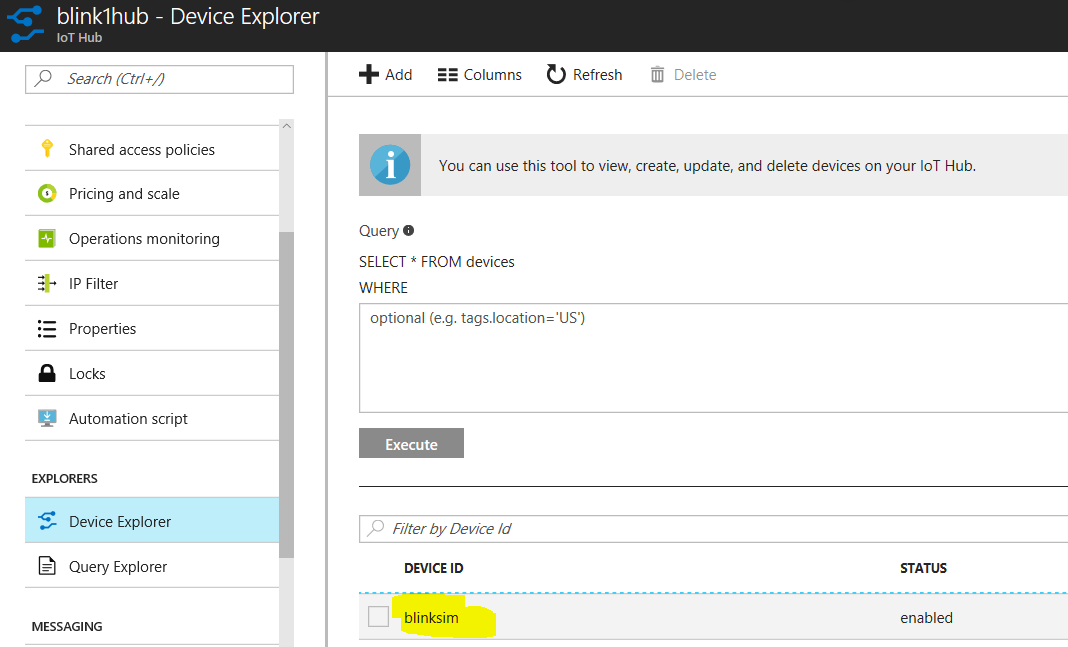 blink1hub - Device Explorer
IoT Hub
Search (Ctrl+/)
Shared access policies
Pricing and scale
Operations monitoring
IP Filter
Properties
Locks
Automation script
EXPLORERS
Device Explorer
Query Explorer
MESSAGING
Add Columns Refresh Delete
You can use this tool to view, create, update, and delete devices on your IoT Hub.
Query
SELECT * FROM devices
WHERE
optional (e.g. tags.location='US')
Execute
Filter by Device Id
DEVICE ID STATUS
blinksim enabled